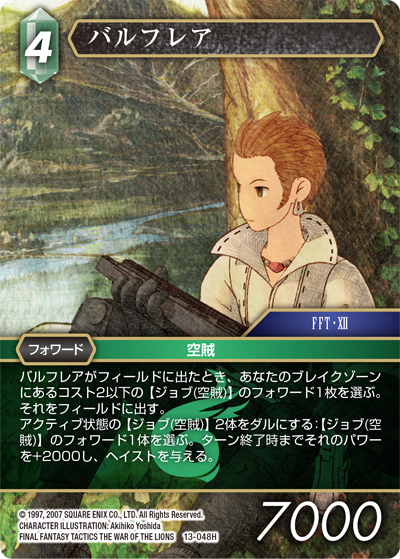 4
バルフレア
FFT・XII
フォワード
空賊
バルフレアがフィールドに出たとき、あなたのブレイクゾーン
にあるコスト2以下の【ジョブ(空賊)】のフォワード1枚を選ぶ。
それをフィールドに出す。
アクティブ状態の【ジョブ(空賊)】2体をダルにする:【ジョブ(空
賊)】のフォワード1体を選ぶ。ターン終了時までそれのパワー
を+2000し、ヘイストを与える。
© 1997, 2007 SQUARE ENIX CO., LTD. All Rights Reserved.
CHARACTER ILLUSTRATION: Akihiko Yoshida
FINAL FANTASY TACTICS THE WAR OF THE LIONS 13-048H
7000